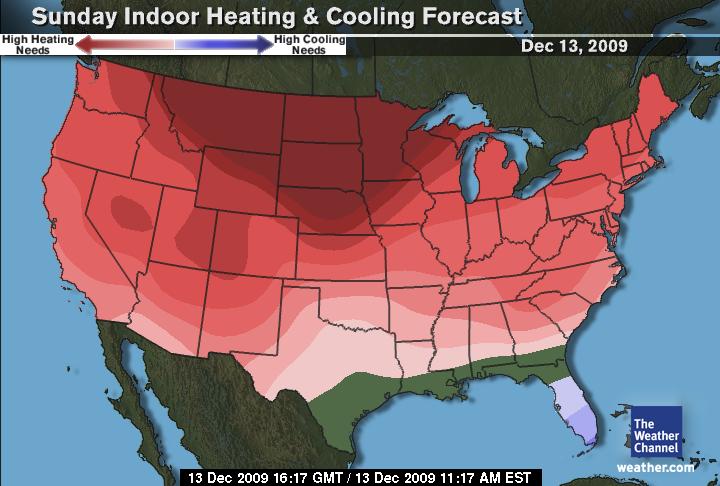 Sunday Indoor Heating & Cooling Forecast
High Heating Needs
High Cooling Needs
Dec 13, 2009
The
Weather
Channel
weather.com
13 Dec 2009 16:17 GMT / 13 Dec 2009 11:17 AM EST